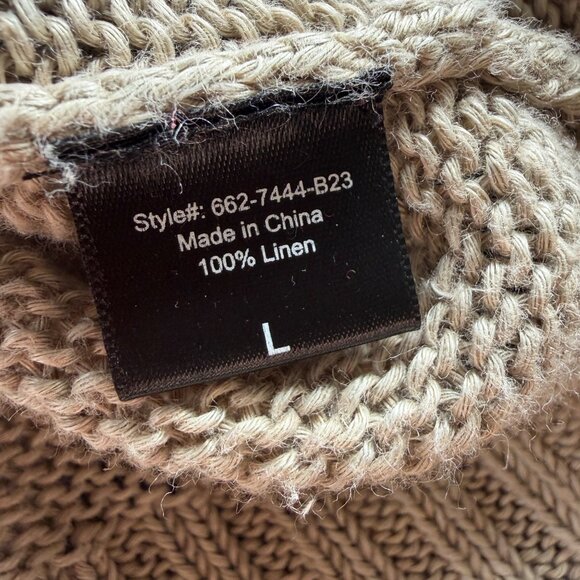 Style#: 662-7444-B23
Made in China
100% Linen
L